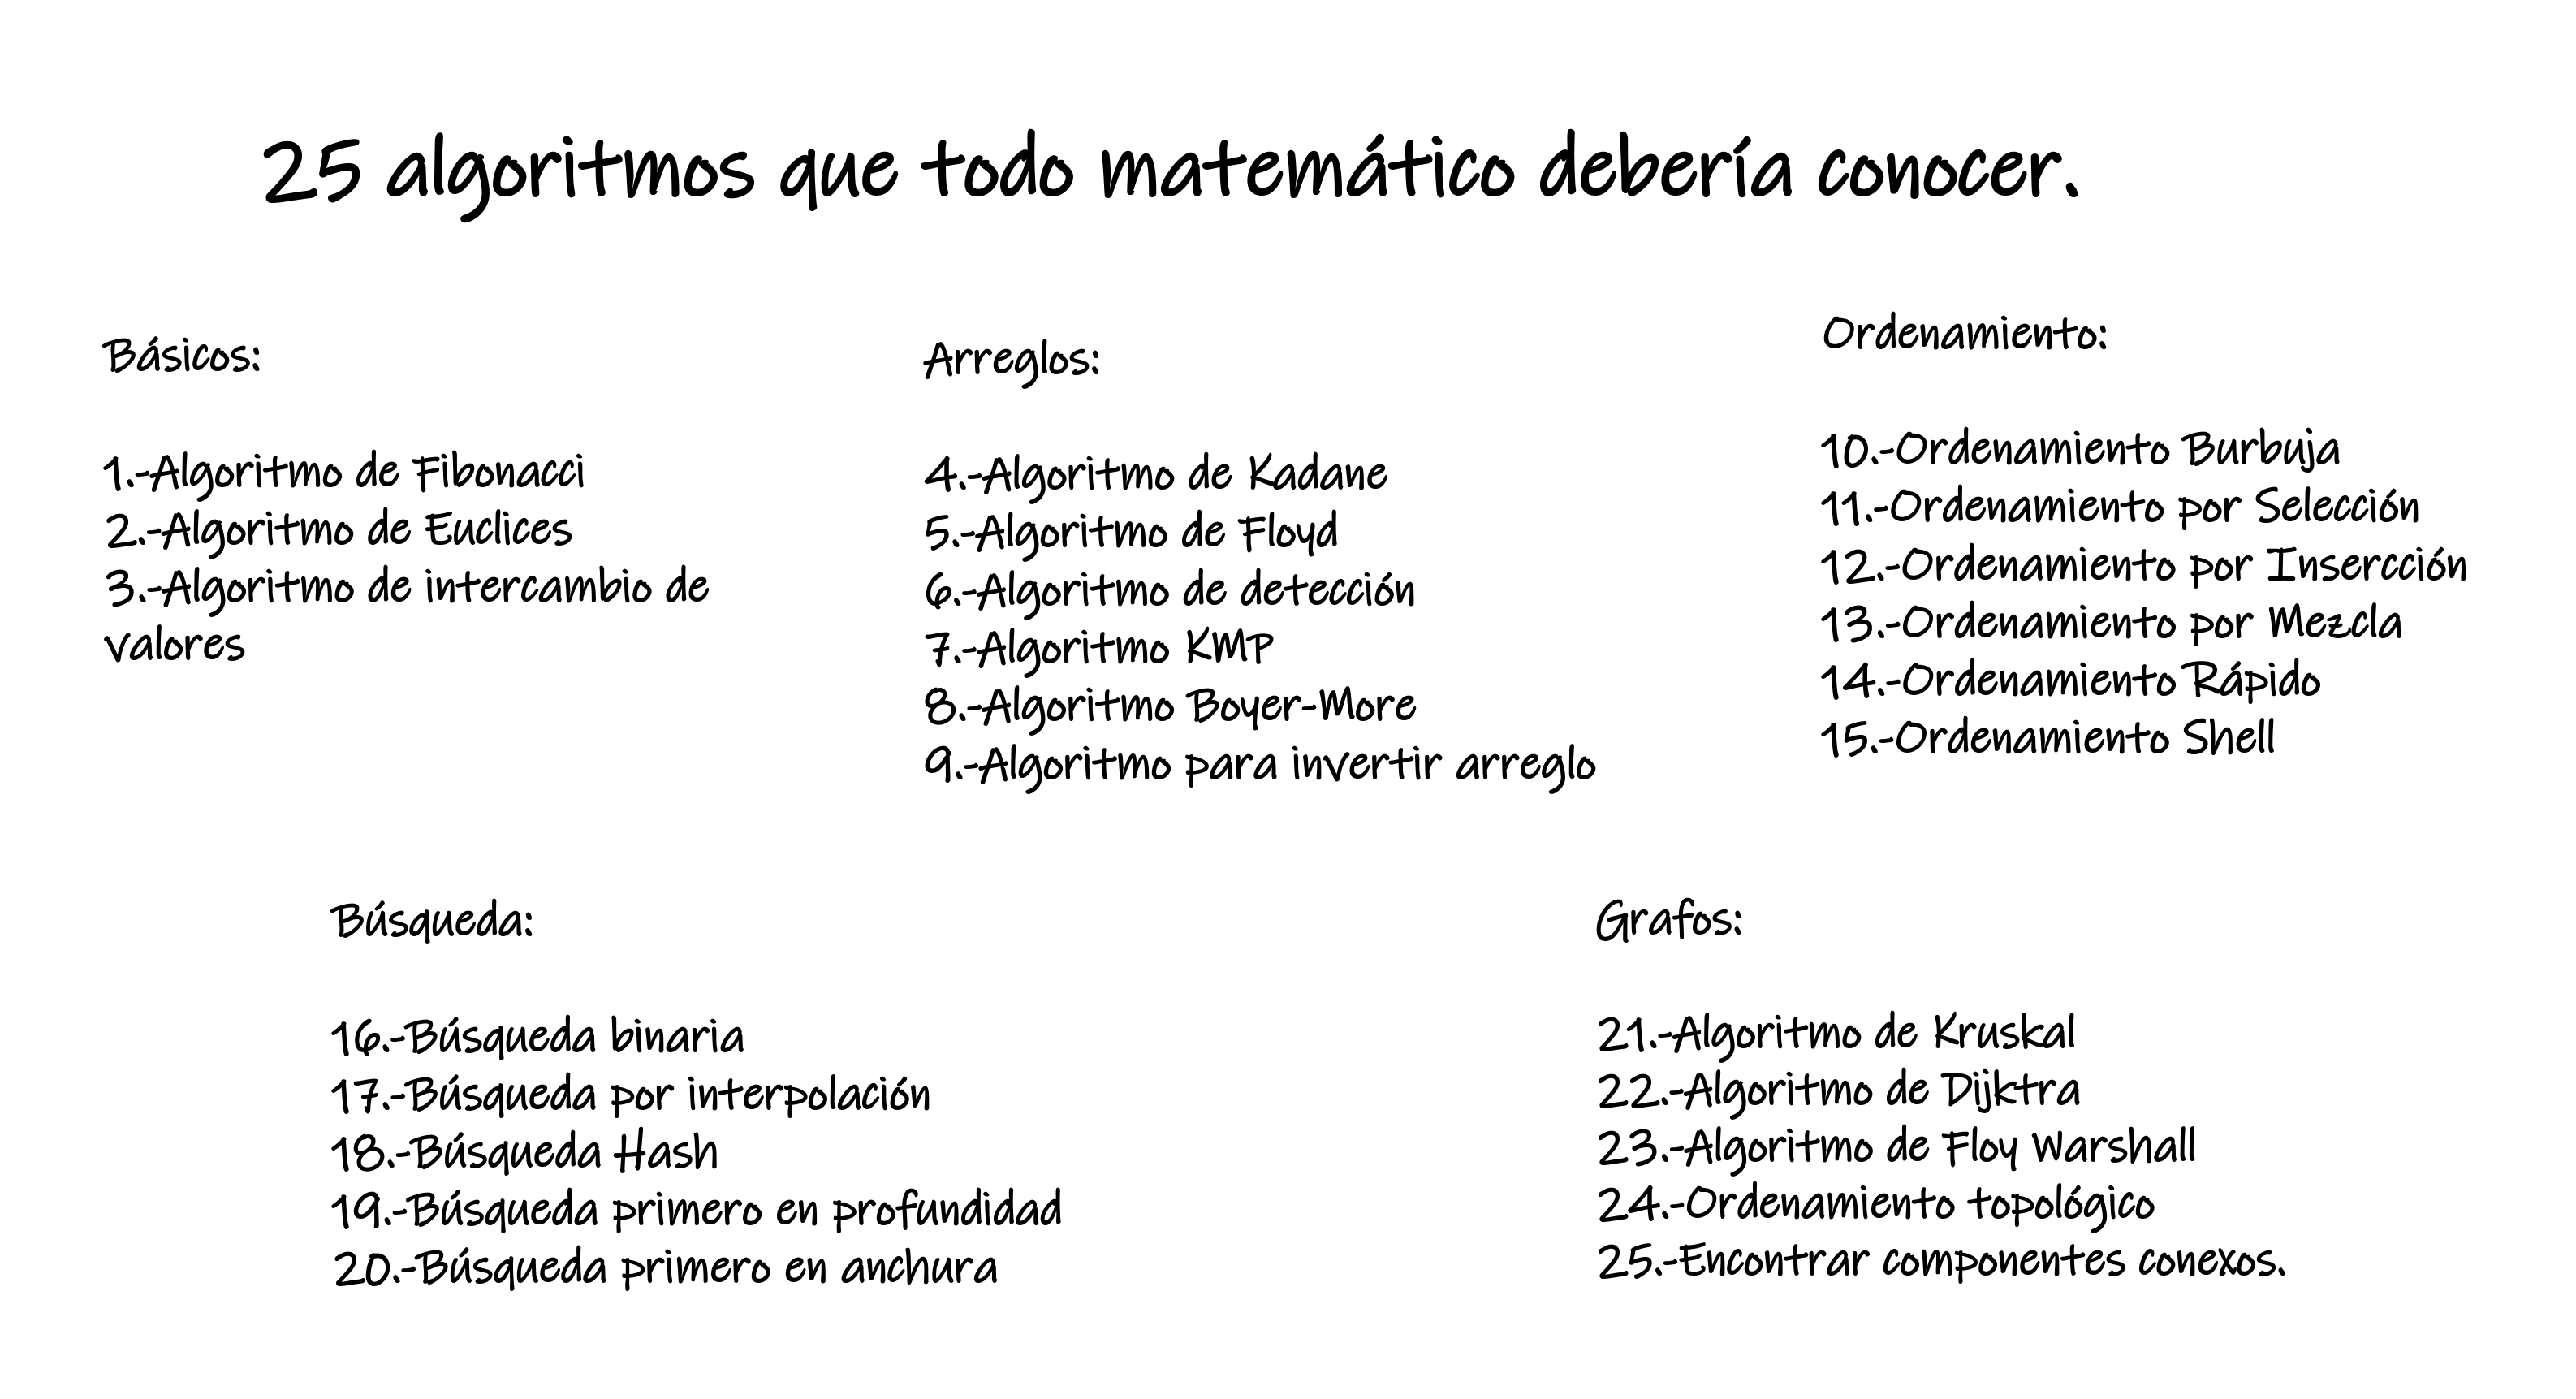 25 algoritmos que todo matemático debería conocer.
Básicos:
1.-Algoritmo de Fibonacci
2.-Algoritmo de Euclices
3.-Algoritmo de intercambio de
valores
Arreglos:
4.-Algoritmo de Kadane
5.-Algoritmo de Floyd
6.-Algoritmo de detección
7.-Algoritmo KMP
8.-Algoritmo Boyer-More
9.-Algoritmo para invertir arreglo
Ordenamiento:
10.-Ordenamiento Burbuja
11.-Ordenamiento por Selección
12.-Ordenamiento por Insercción
13.-Ordenamiento por Mezcla
14.-Ordenamiento Rápido
15.-Ordenamiento Shell
Búsqueda:
16.-Búsqueda binaria
17.-Búsqueda por interpolación
18.-Búsqueda Hash
19.-Búsqueda primero en profundidad
20.-Búsqueda primero en anchura
Grafos:
21.-Algoritmo de Kruskal
22.-Algoritmo de Dijktra
23.-Algoritmo de Floy Warshall
24.-Ordenamiento topológico
25.-Encontrar componentes conexos.